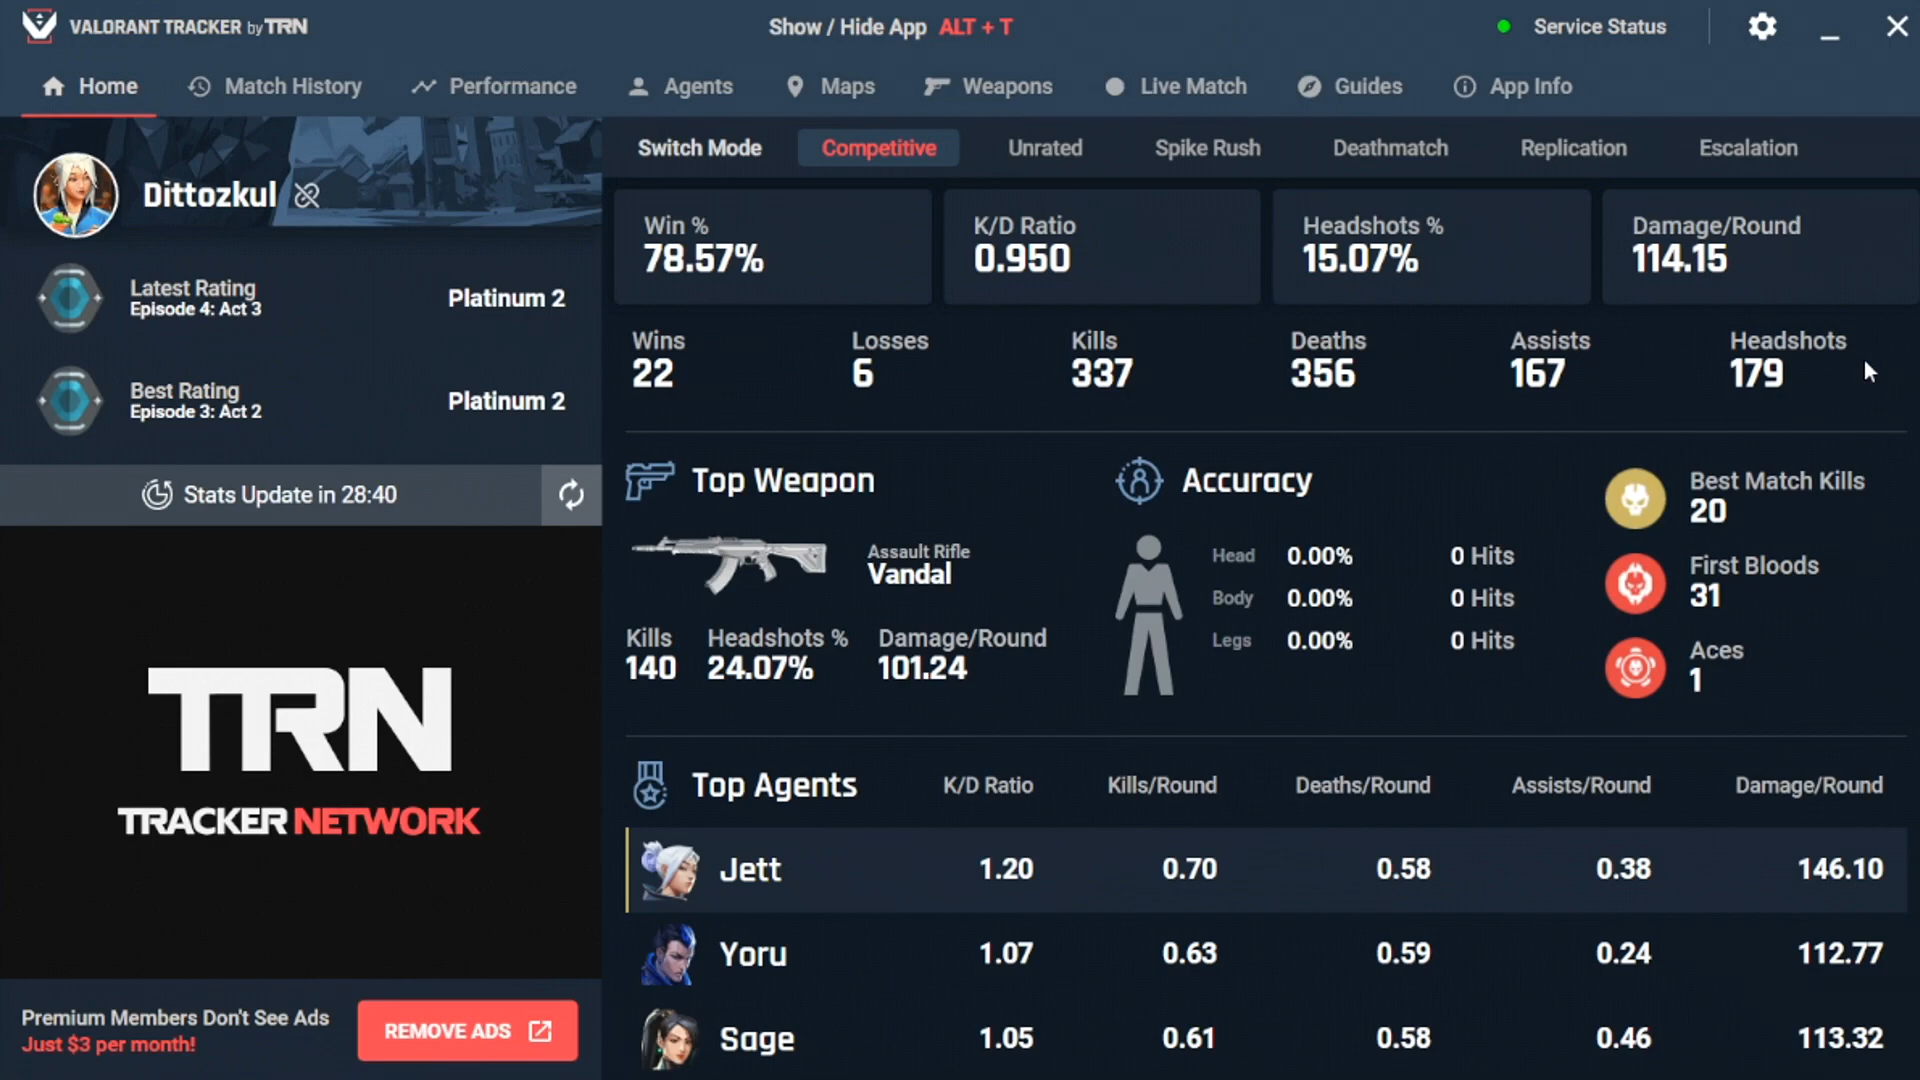 VALORANT TRACKER by TRN
Show / Hide App ALT + T
Service Status
Home
Match History
Performance
Agents
Maps
Weapons
Live Match
Guides
App Info
Dittozkul
Latest Rating
Episode 4: Act 3
Platinum 2
Best Rating
Episode 3: Act 2
Platinum 2
Stats Update in 28:40
TRN
TRACKER NETWORK
Premium Members Don't See Ads
Just $3 per month!
REMOVE ADS
Switch Mode
Competitive
Unrated
Spike Rush
Deathmatch
Replication
Escalation
Win %
78.57%
K/D Ratio
0.950
Headshots %
15.07%
Damage/Round
114.15
Wins
22
Losses
6
Kills
337
Deaths
356
Assists
167
Headshots
179
Top Weapon
Assault Rifle
Vandal
Kills
140
Headshots %
24.07%
Damage/Round
101.24
Accuracy
Head 0.00% 0 Hits
Body 0.00% 0 Hits
Legs 0.00% 0 Hits
Best Match Kills
20
First Bloods
31
Aces
1
Top Agents K/D Ratio Kills/Round Deaths/Round Assists/Round Damage/Round
Jett 1.20 0.70 0.58 0.38 146.10
Yoru 1.07 0.63 0.59 0.24 112.77
Sage 1.05 0.61 0.58 0.46 113.32